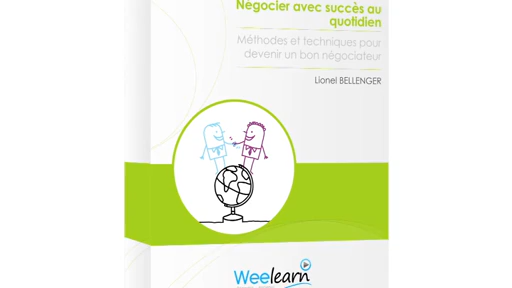 Négocier avec succès au
quotidien
Méthodes et techniques pour
devenir un bon négociateur
Lionel BELLENGER
Weelearn